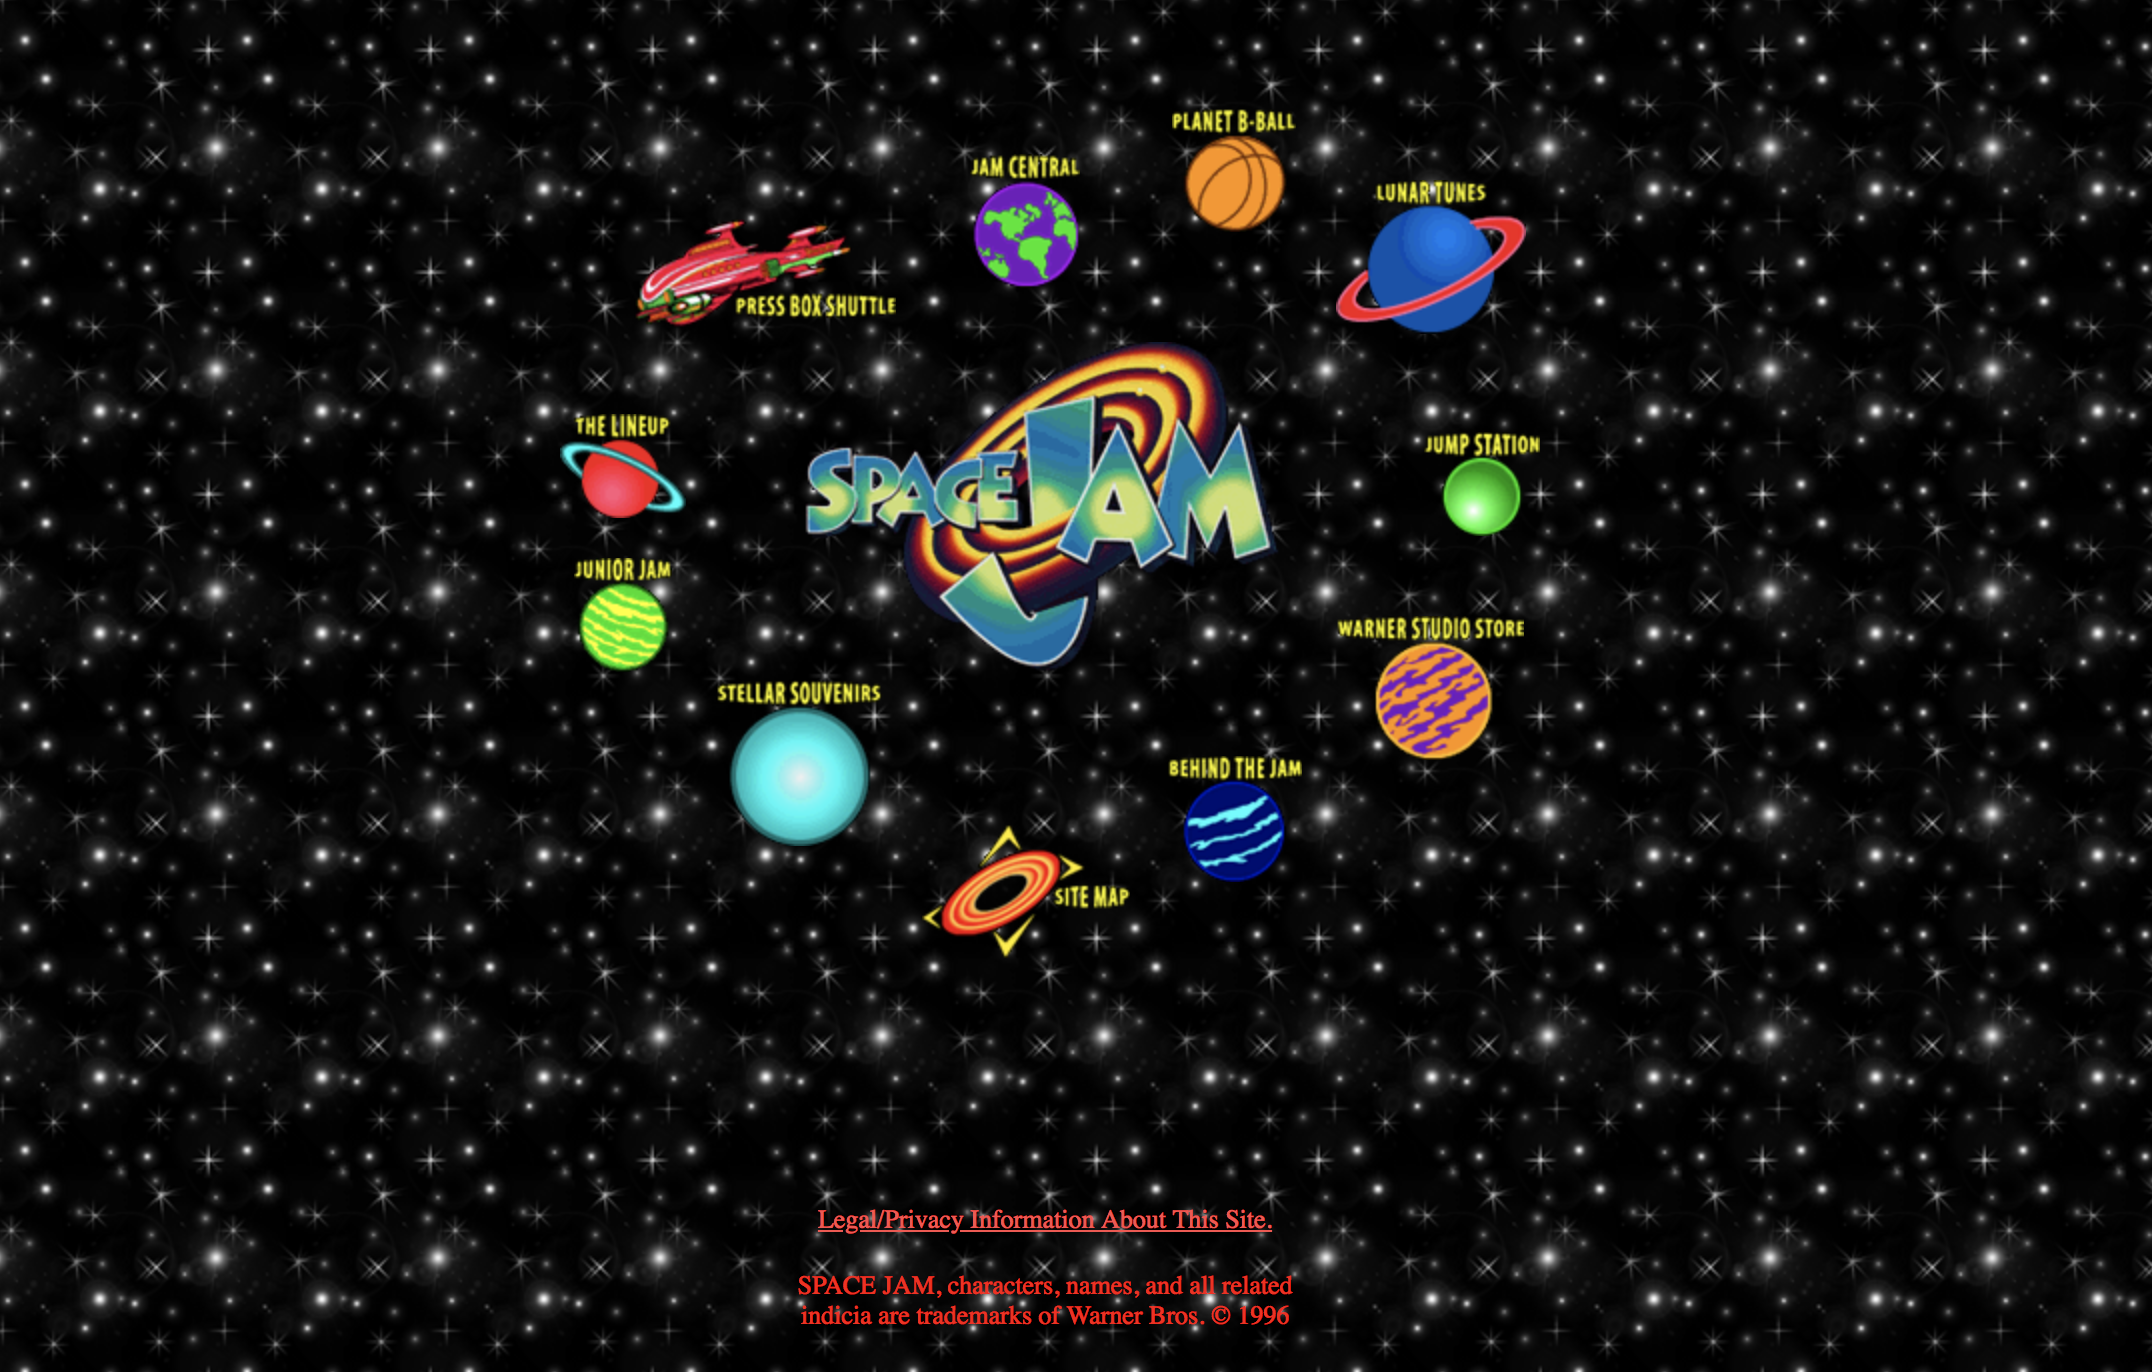 PLANET B-BALL
JAM CENTRAL
LUNAR TUNES
PRESS BOX SHUTTLE
THE LINEUP
SPACE JAM
JUMP STATION
JUNIOR JAM
WARNER STUDIO STORE
STELLAR SOUVENIRS
BEHIND THE JAM
SITE MAP
Legal/Privacy Information About This Site.
SPACE JAM, characters, names, and all related
indicia are trademarks of Warner Bros. © 1996